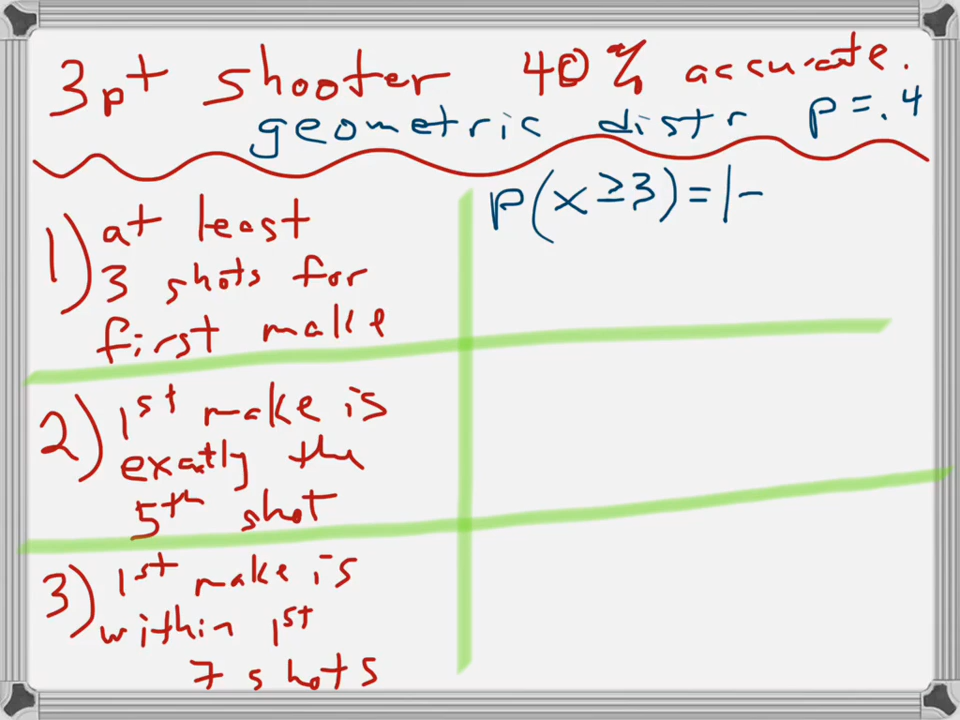 3pt shooter 40% accurate.
geometric distr p=.4
1) at least
3 shots for
first make
P(x≥3)=1-
2) 1st make is
exactly the
5th shot
3) 1st make is
within 1st
7 shots